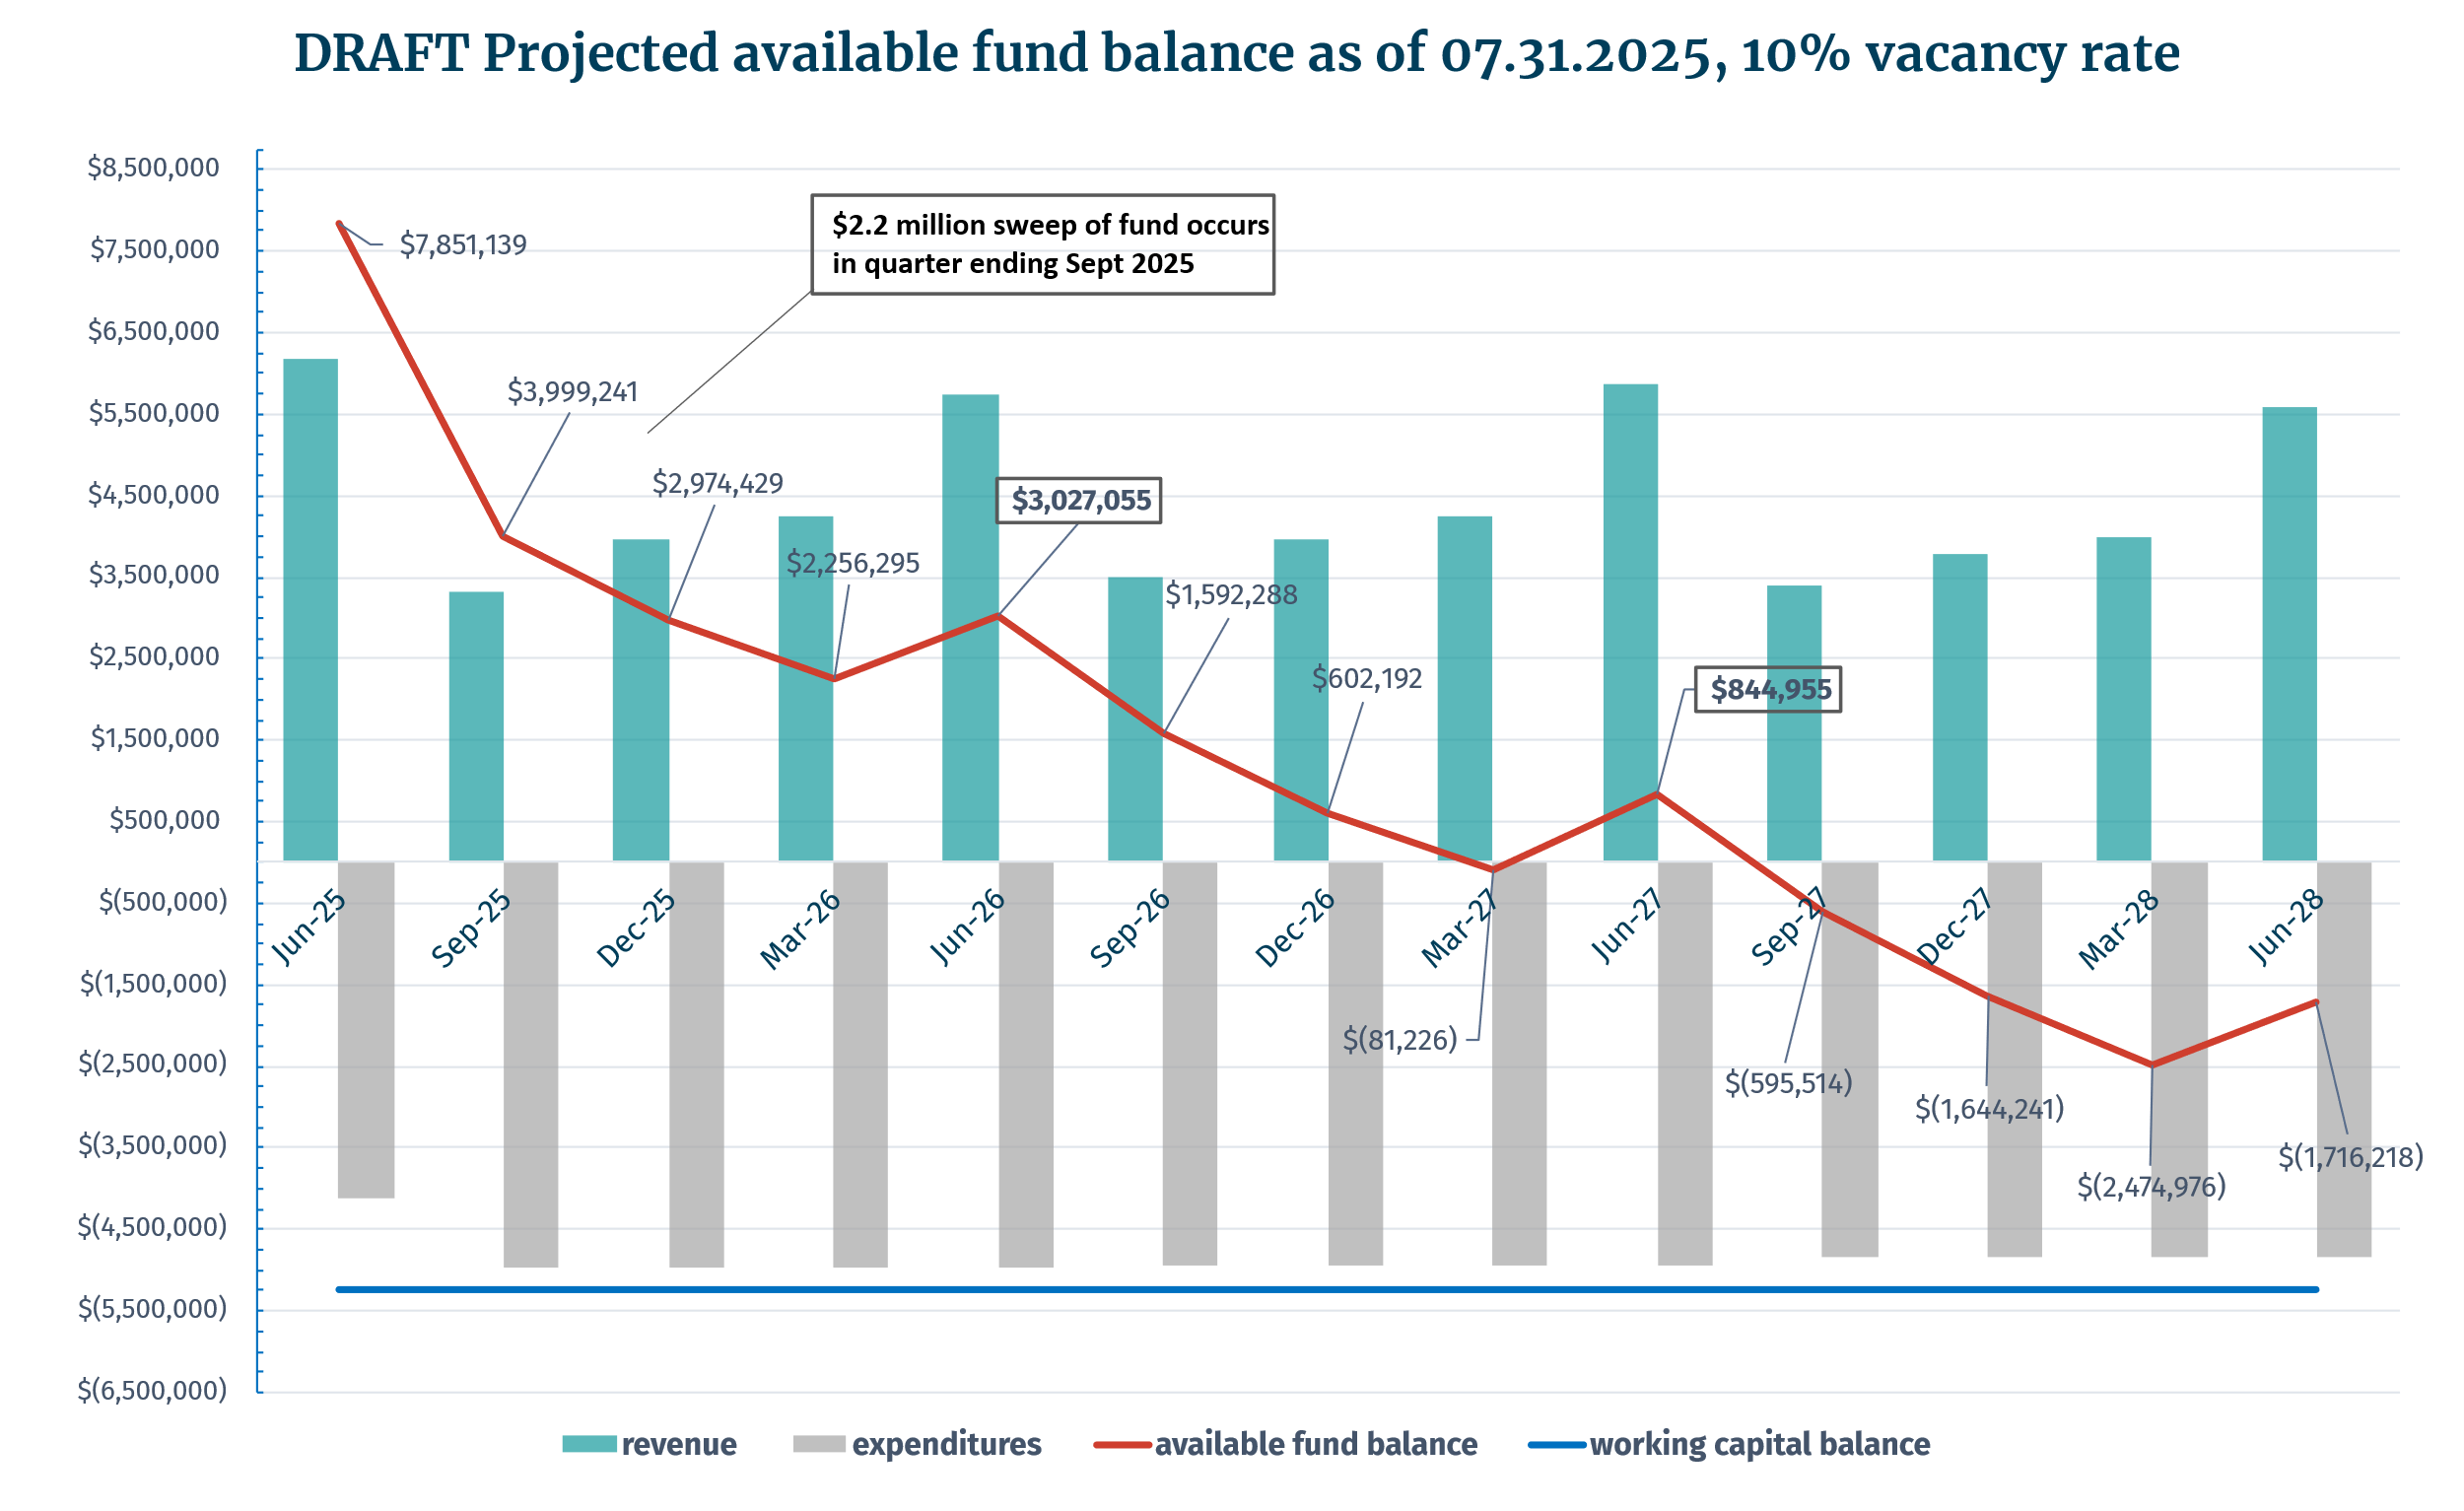 DRAFT Projected available fund balance as of 07.31.2025, 10% vacancy rate
$8,500,000
$7,500,000
$6,500,000
$5,500,000
$4,500,000
$3,500,000
$2,500,000
$1,500,000
$500,000
$(500,000)
$(1,500,000)
$(2,500,000)
$(3,500,000)
$(4,500,000)
$(5,500,000)
$(6,500,000)
$2.2 million sweep of fund occurs
in quarter ending Sept 2025
$7,851,139
$3,999,241
$2,974,429
$2,256,295
$3,027,055
$1,592,288
$602,192
$(81,226)
$844,955
$(595,514)
$(1,644,241)
$(2,474,976)
$(1,716,218)
Jun-25
Sep-25
Dec-25
Mar-26
Jun-26
Sep-26
Dec-26
Mar-27
Jun-27
Sep-27
Dec-27
Mar-28
Jun-28
revenue
expenditures
available fund balance
working capital balance